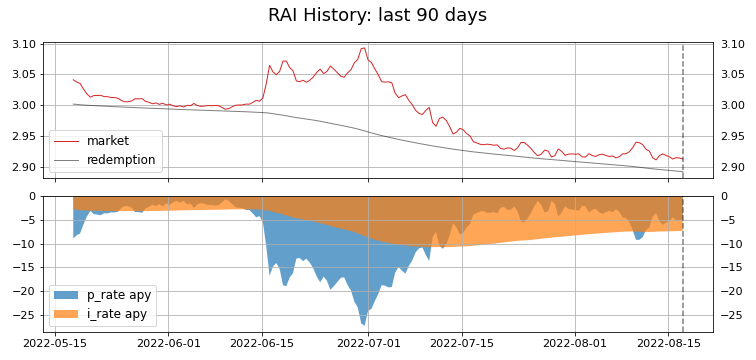 RAI History: last 90 days
3.10 3.10
3.05 3.05
3.00 3.00
2.95 2.95
2.90 2.90
market
redemption
0 0
−5 −5
−10 −10
−15 −15
−20 −20
−25 −25
p_rate apy
i_rate apy
2022-05-15 2022-06-01 2022-06-15 2022-07-01 2022-07-15 2022-08-01 2022-08-15